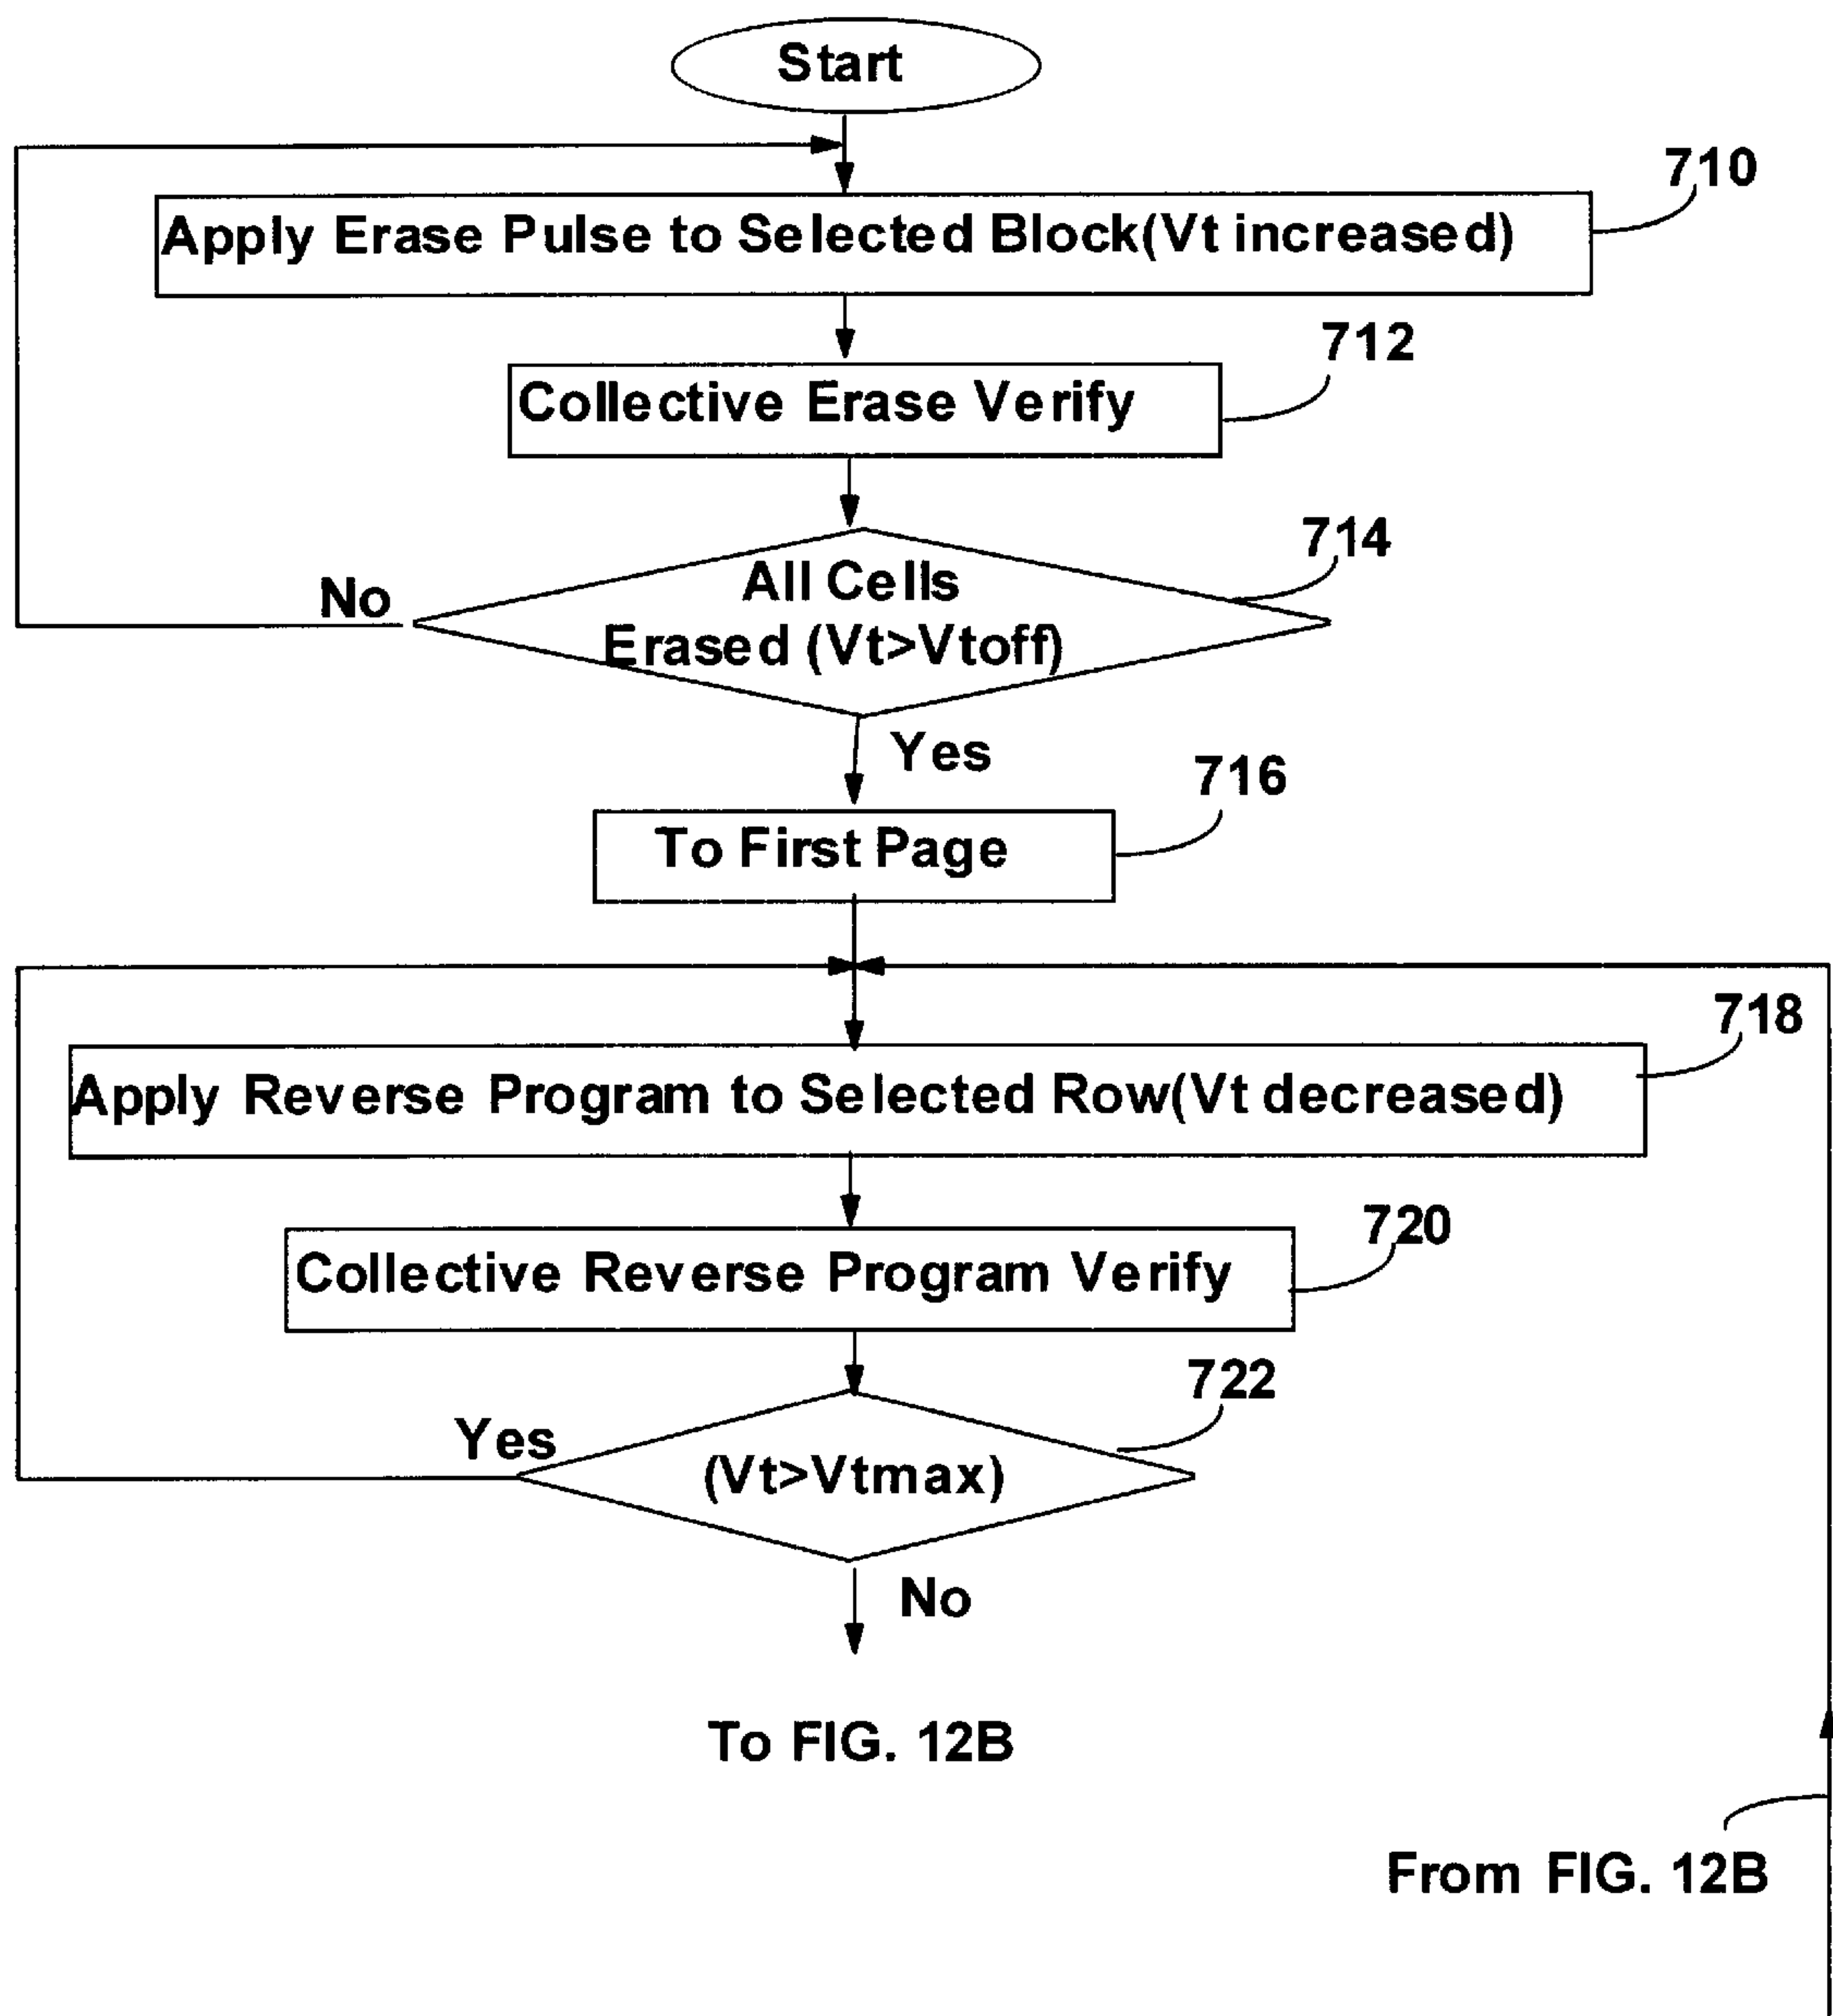 Start
710
Apply Erase Pulse to Selected Block(Vt increased)
712
Collective Erase Verify
714
All Cells
No
Erased (Vt>Vtoff)
Yes
716
To First Page
718
Apply Reverse Program to Selected Row(Vt decreased)
720
Collective Reverse Program Verify
722
Yes
(Vt>Vtmax)
No
To FIG. 12B
From FIG. 12B